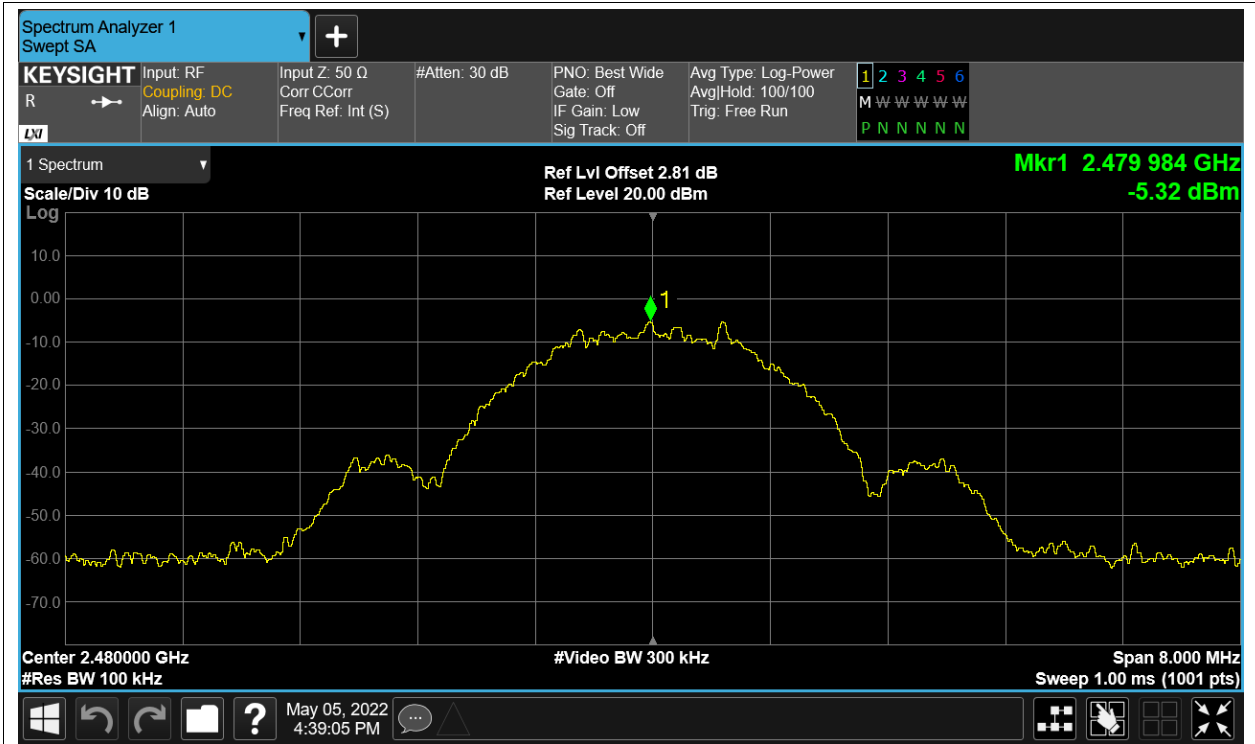 Spectrum Analyzer 1
Swept SA
KEYSIGHT
R
LXI
Input: RF
Coupling: DC
Align: Auto
Input Z: 50 Ω
Corr CCorr
Freq Ref: Int (S)
#Atten: 30 dB
PNO: Best Wide
Gate: Off
IF Gain: Low
Sig Track: Off
Avg Type: Log-Power
Avg|Hold: 100/100
Trig: Free Run
1 2 3 4 5 6
M W W W W W
P N N N N N
1 Spectrum
Scale/Div 10 dB
Log
Ref Lvl Offset 2.81 dB
Ref Level 20.00 dBm
Mkr1 2.479 984 GHz
-5.32 dBm
1
10.0
0.00
-10.0
-20.0
-30.0
-40.0
-50.0
-60.0
-70.0
Center 2.480000 GHz
#Res BW 100 kHz
#Video BW 300 kHz
Span 8.000 MHz
Sweep 1.00 ms (1001 pts)
?
May 05, 2022
4:39:05 PM